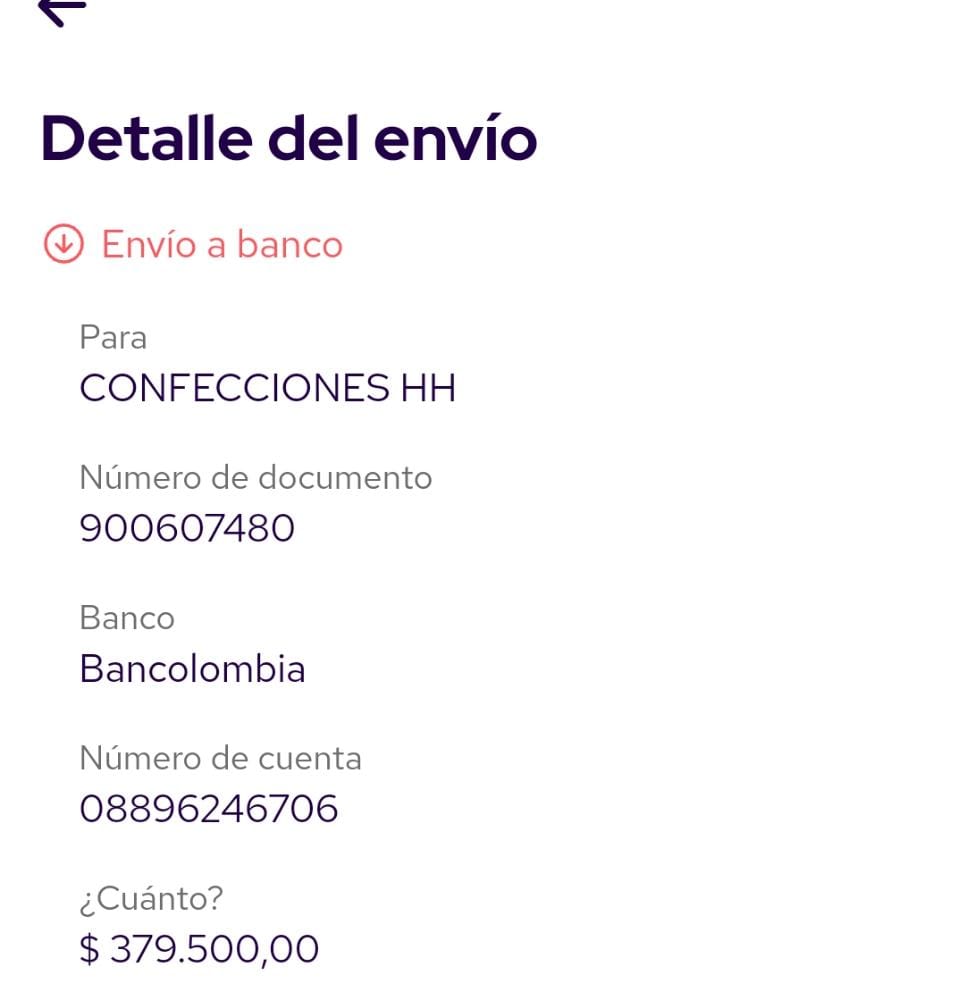 Detalle del envío
Envío a banco
Para
CONFECCIONES HH
Número de documento
900607480
Banco
Bancolombia
Número de cuenta
08896246706
¿Cuánto?
$ 379.500,00